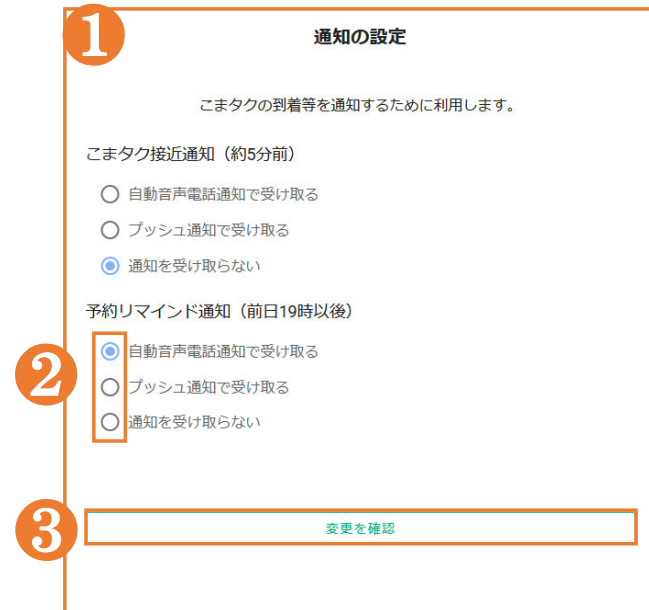 1
通知の設定
こまタクの到着等を通知するために利用します。
こまタク接近通知（約5分前）
自動音声電話通知で受け取る
プッシュ通知で受け取る
通知を受け取らない
予約リマインド通知（前日19時以後）
2
自動音声電話通知で受け取る
プッシュ通知で受け取る
通知を受け取らない
3
変更を確認